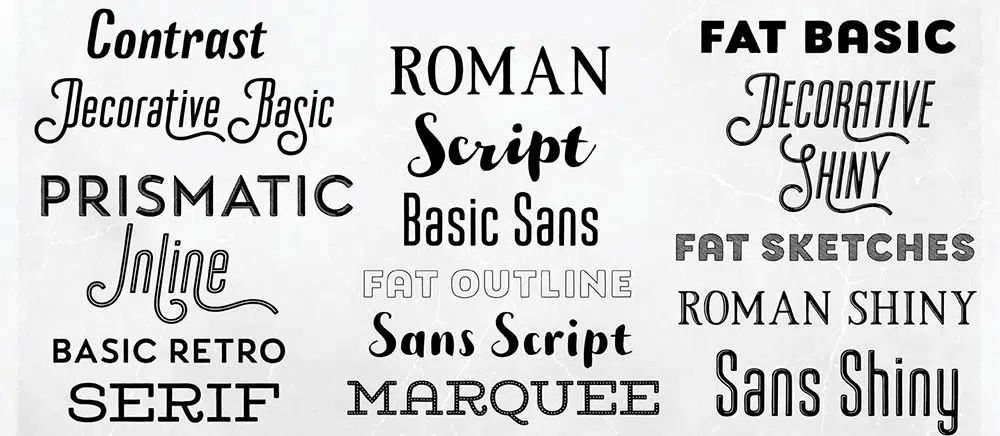 Contrast
Decorative Basic
PRISMATIC
Inline
BASIC RETRO
SERIF
ROMAN
Script
Basic Sans
FAT OUTLINE
Sans Script
MARQUEE
FAT BASIC
DECORATIVE
SHINY
FAT SKETCHES
ROMAN SHINY
Sans Shiny